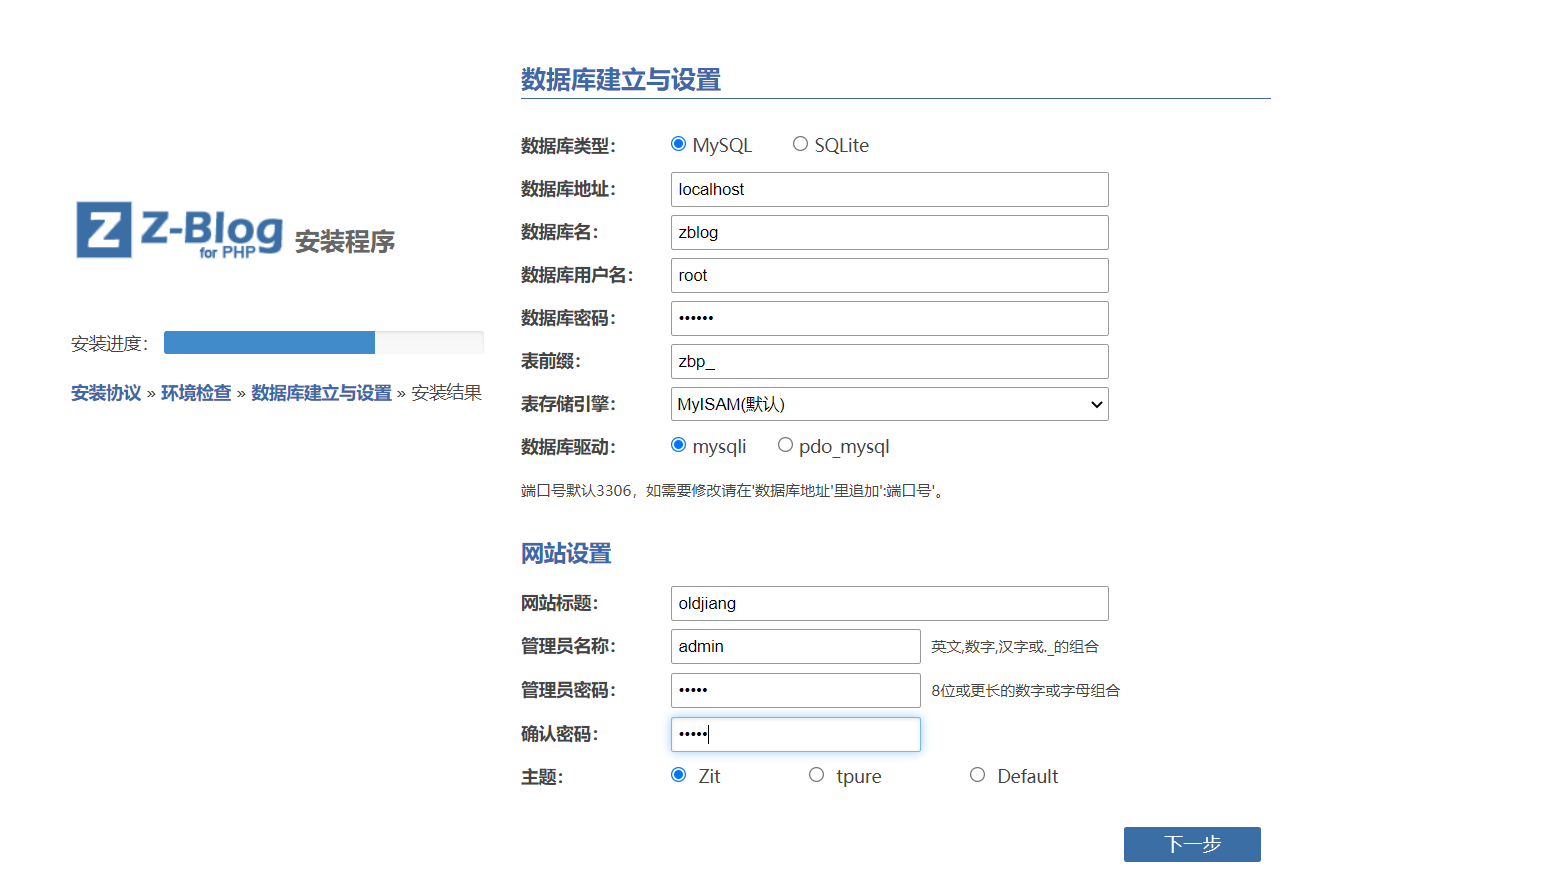 Z Z-Blog for PHP 安装程序
安装进度：
安装协议 » 环境检查 » 数据库建立与设置 » 安装结果
数据库建立与设置
数据库类型： MySQL SQLite
数据库地址： localhost
数据库名： zblog
数据库用户名： root
数据库密码： ••••••
表前缀： zbp_
表存储引擎： MyISAM(默认)
数据库驱动： mysqli pdo_mysql
端口号默认3306，如需要修改请在'数据库地址'里追加':端口号'。
网站设置
网站标题： oldjiang
管理员名称： admin 英文,数字,汉字或._的组合
管理员密码： ••••• 8位或更长的数字或字母组合
确认密码： •••••
主题： Zit tpure Default
下一步